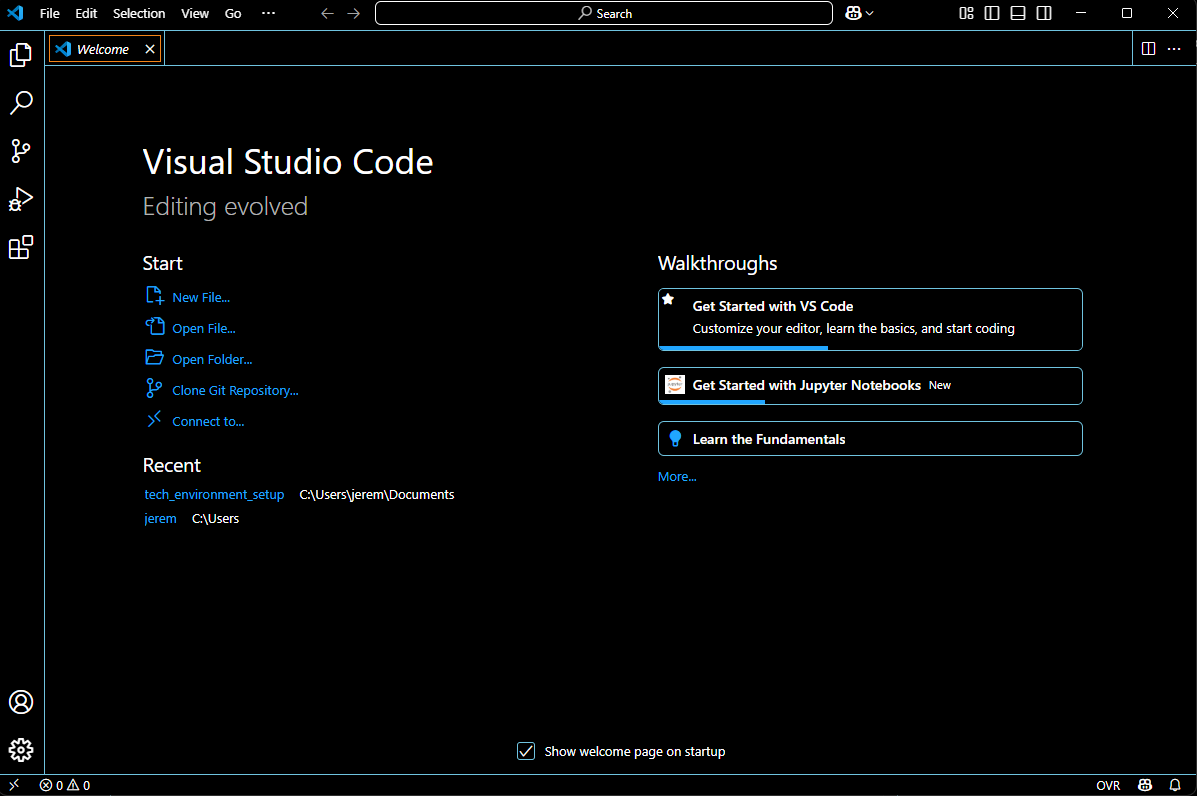 File Edit Selection View Go ··· Search
Welcome
Visual Studio Code
Editing evolved
Start
New File...
Open File...
Open Folder...
Clone Git Repository...
Connect to...
Recent
tech_environment_setup C:\Users\jerem\Documents
jerem C:\Users
Walkthroughs
Get Started with VS Code
Customize your editor, learn the basics, and start coding
Get Started with Jupyter Notebooks New
Learn the Fundamentals
More...
Show welcome page on startup
0 0 OVR